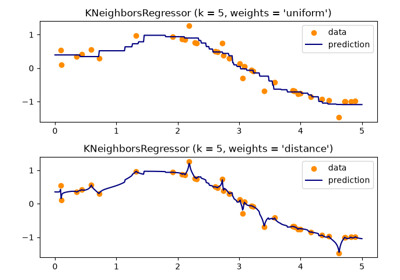 KNeighborsRegressor (k = 5, weights = 'uniform')
data
prediction
1
0
−1
0 1 2 3 4 5
KNeighborsRegressor (k = 5, weights = 'distance')
data
prediction
1
0
−1
0 1 2 3 4 5